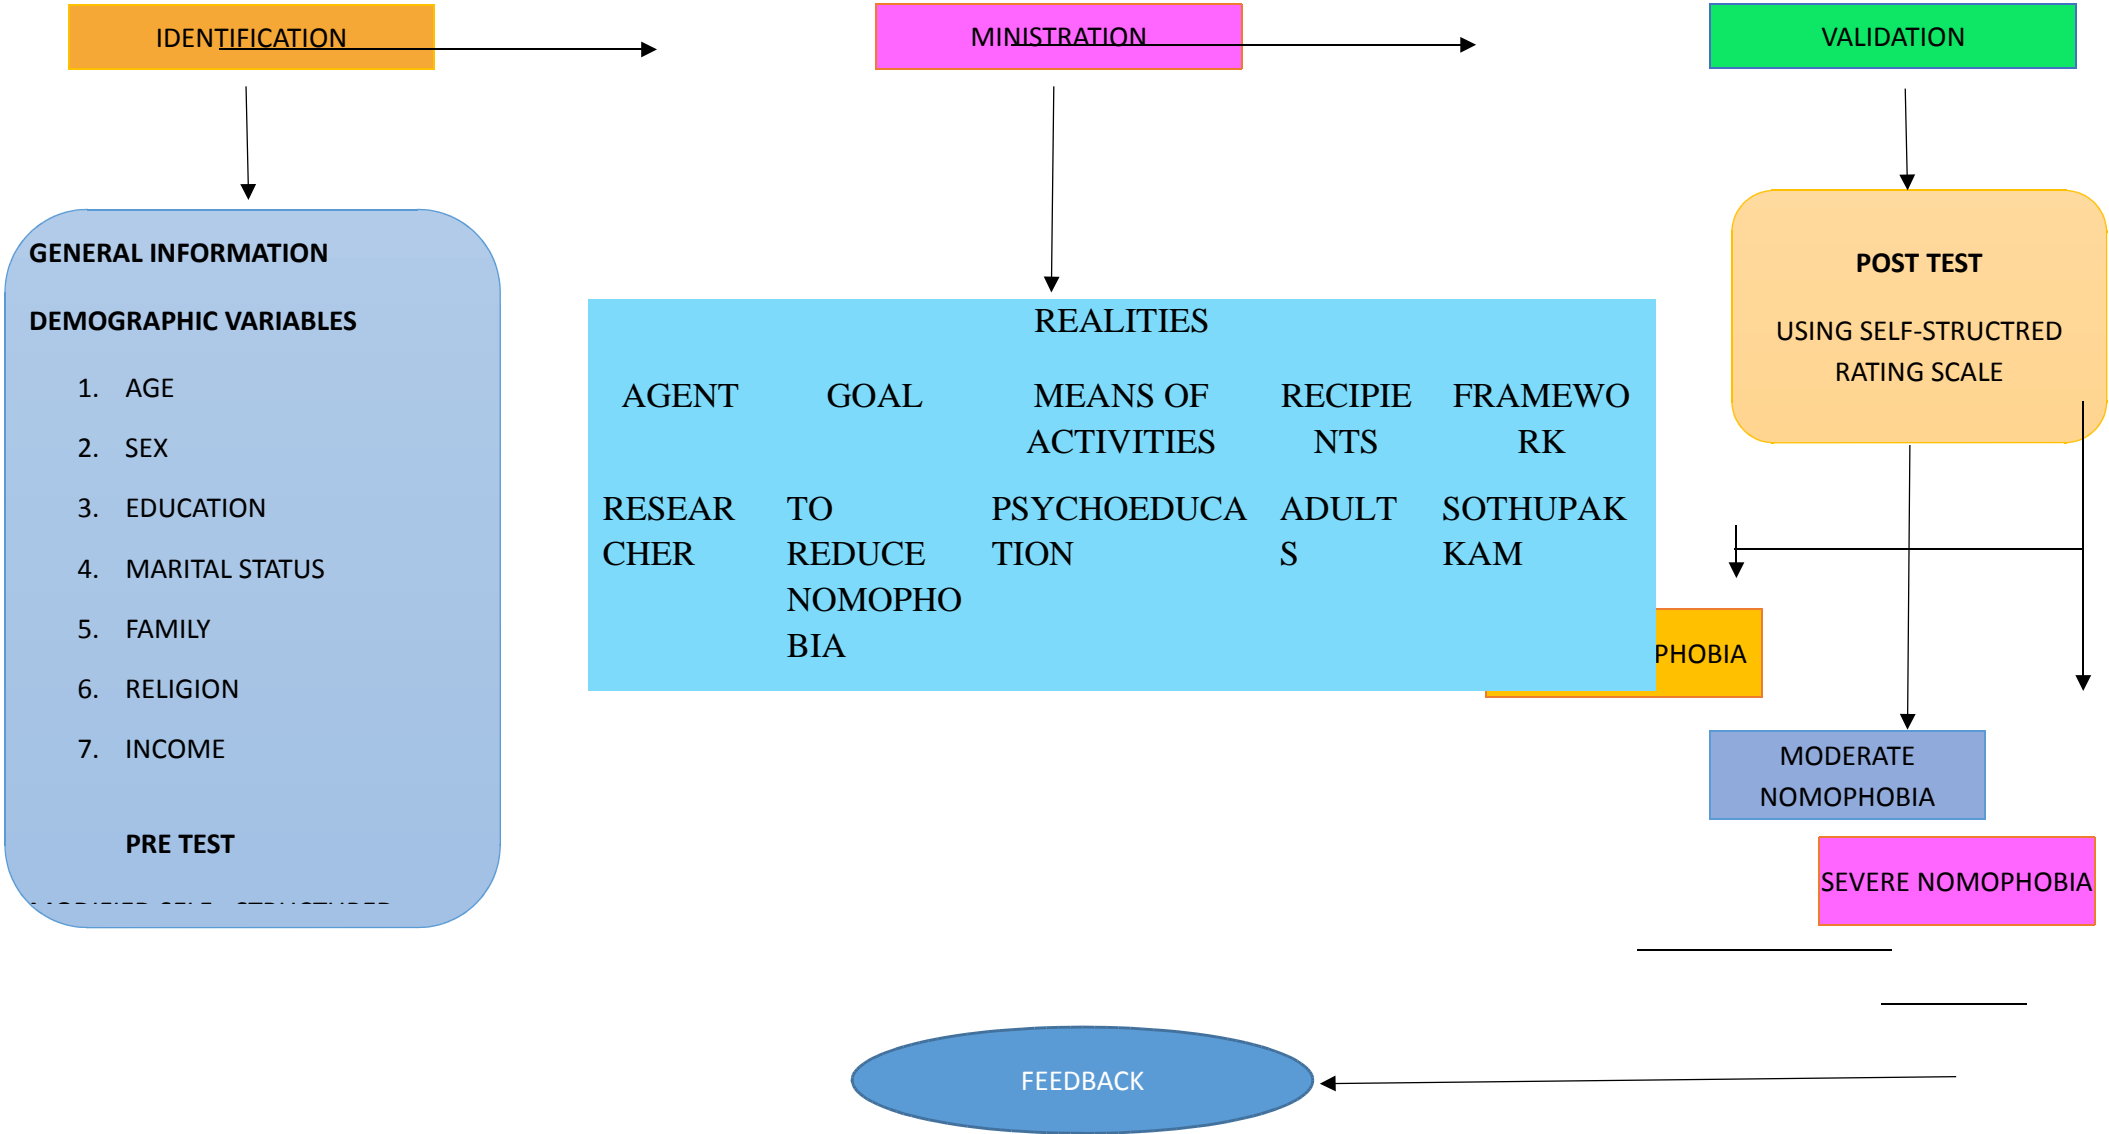 IDENTIFICATION
MINISTRATION
VALIDATION
GENERAL INFORMATION
DEMOGRAPHIC VARIABLES
1. AGE
2. SEX
3. EDUCATION
4. MARITAL STATUS
5. FAMILY
6. RELIGION
7. INCOME
PRE TEST
REALITIES
AGENT
GOAL
MEANS OF
ACTIVITIES
RECIPIE
NTS
FRAMEWO
RK
RESEAR
CHER
TO
REDUCE
NOMOPHO
BIA
PSYCHOEDUCA
TION
ADULT
S
SOTHUPAK
KAM
POST TEST
USING SELF-STRUCTRED
RATING SCALE
PHOBIA
MODERATE
NOMOPHOBIA
SEVERE NOMOPHOBIA
FEEDBACK